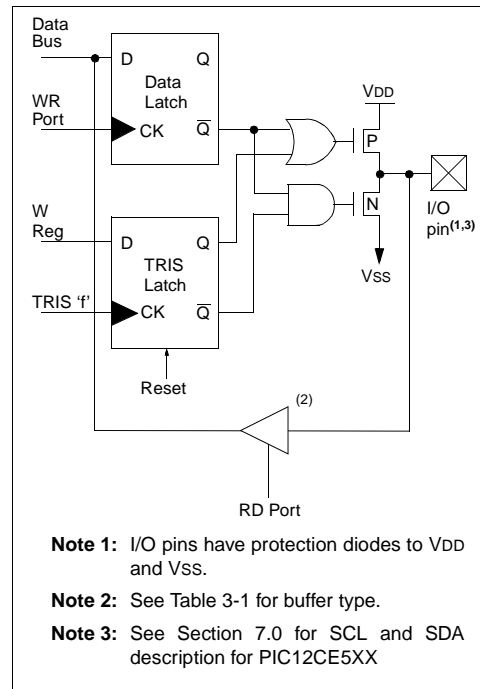 Data
Bus
D
Q
Data
Latch
WR
Port
CK
Q
VDD
P
N
I/O
pin(1,3)
VSS
W
Reg
D
Q
TRIS
Latch
TRIS ‘f’
CK
Q
Reset
(2)
RD Port
Note 1: I/O pins have protection diodes to VDD
and VSS.
Note 2: See Table 3-1 for buffer type.
Note 3: See Section 7.0 for SCL and SDA
description for PIC12CE5XX